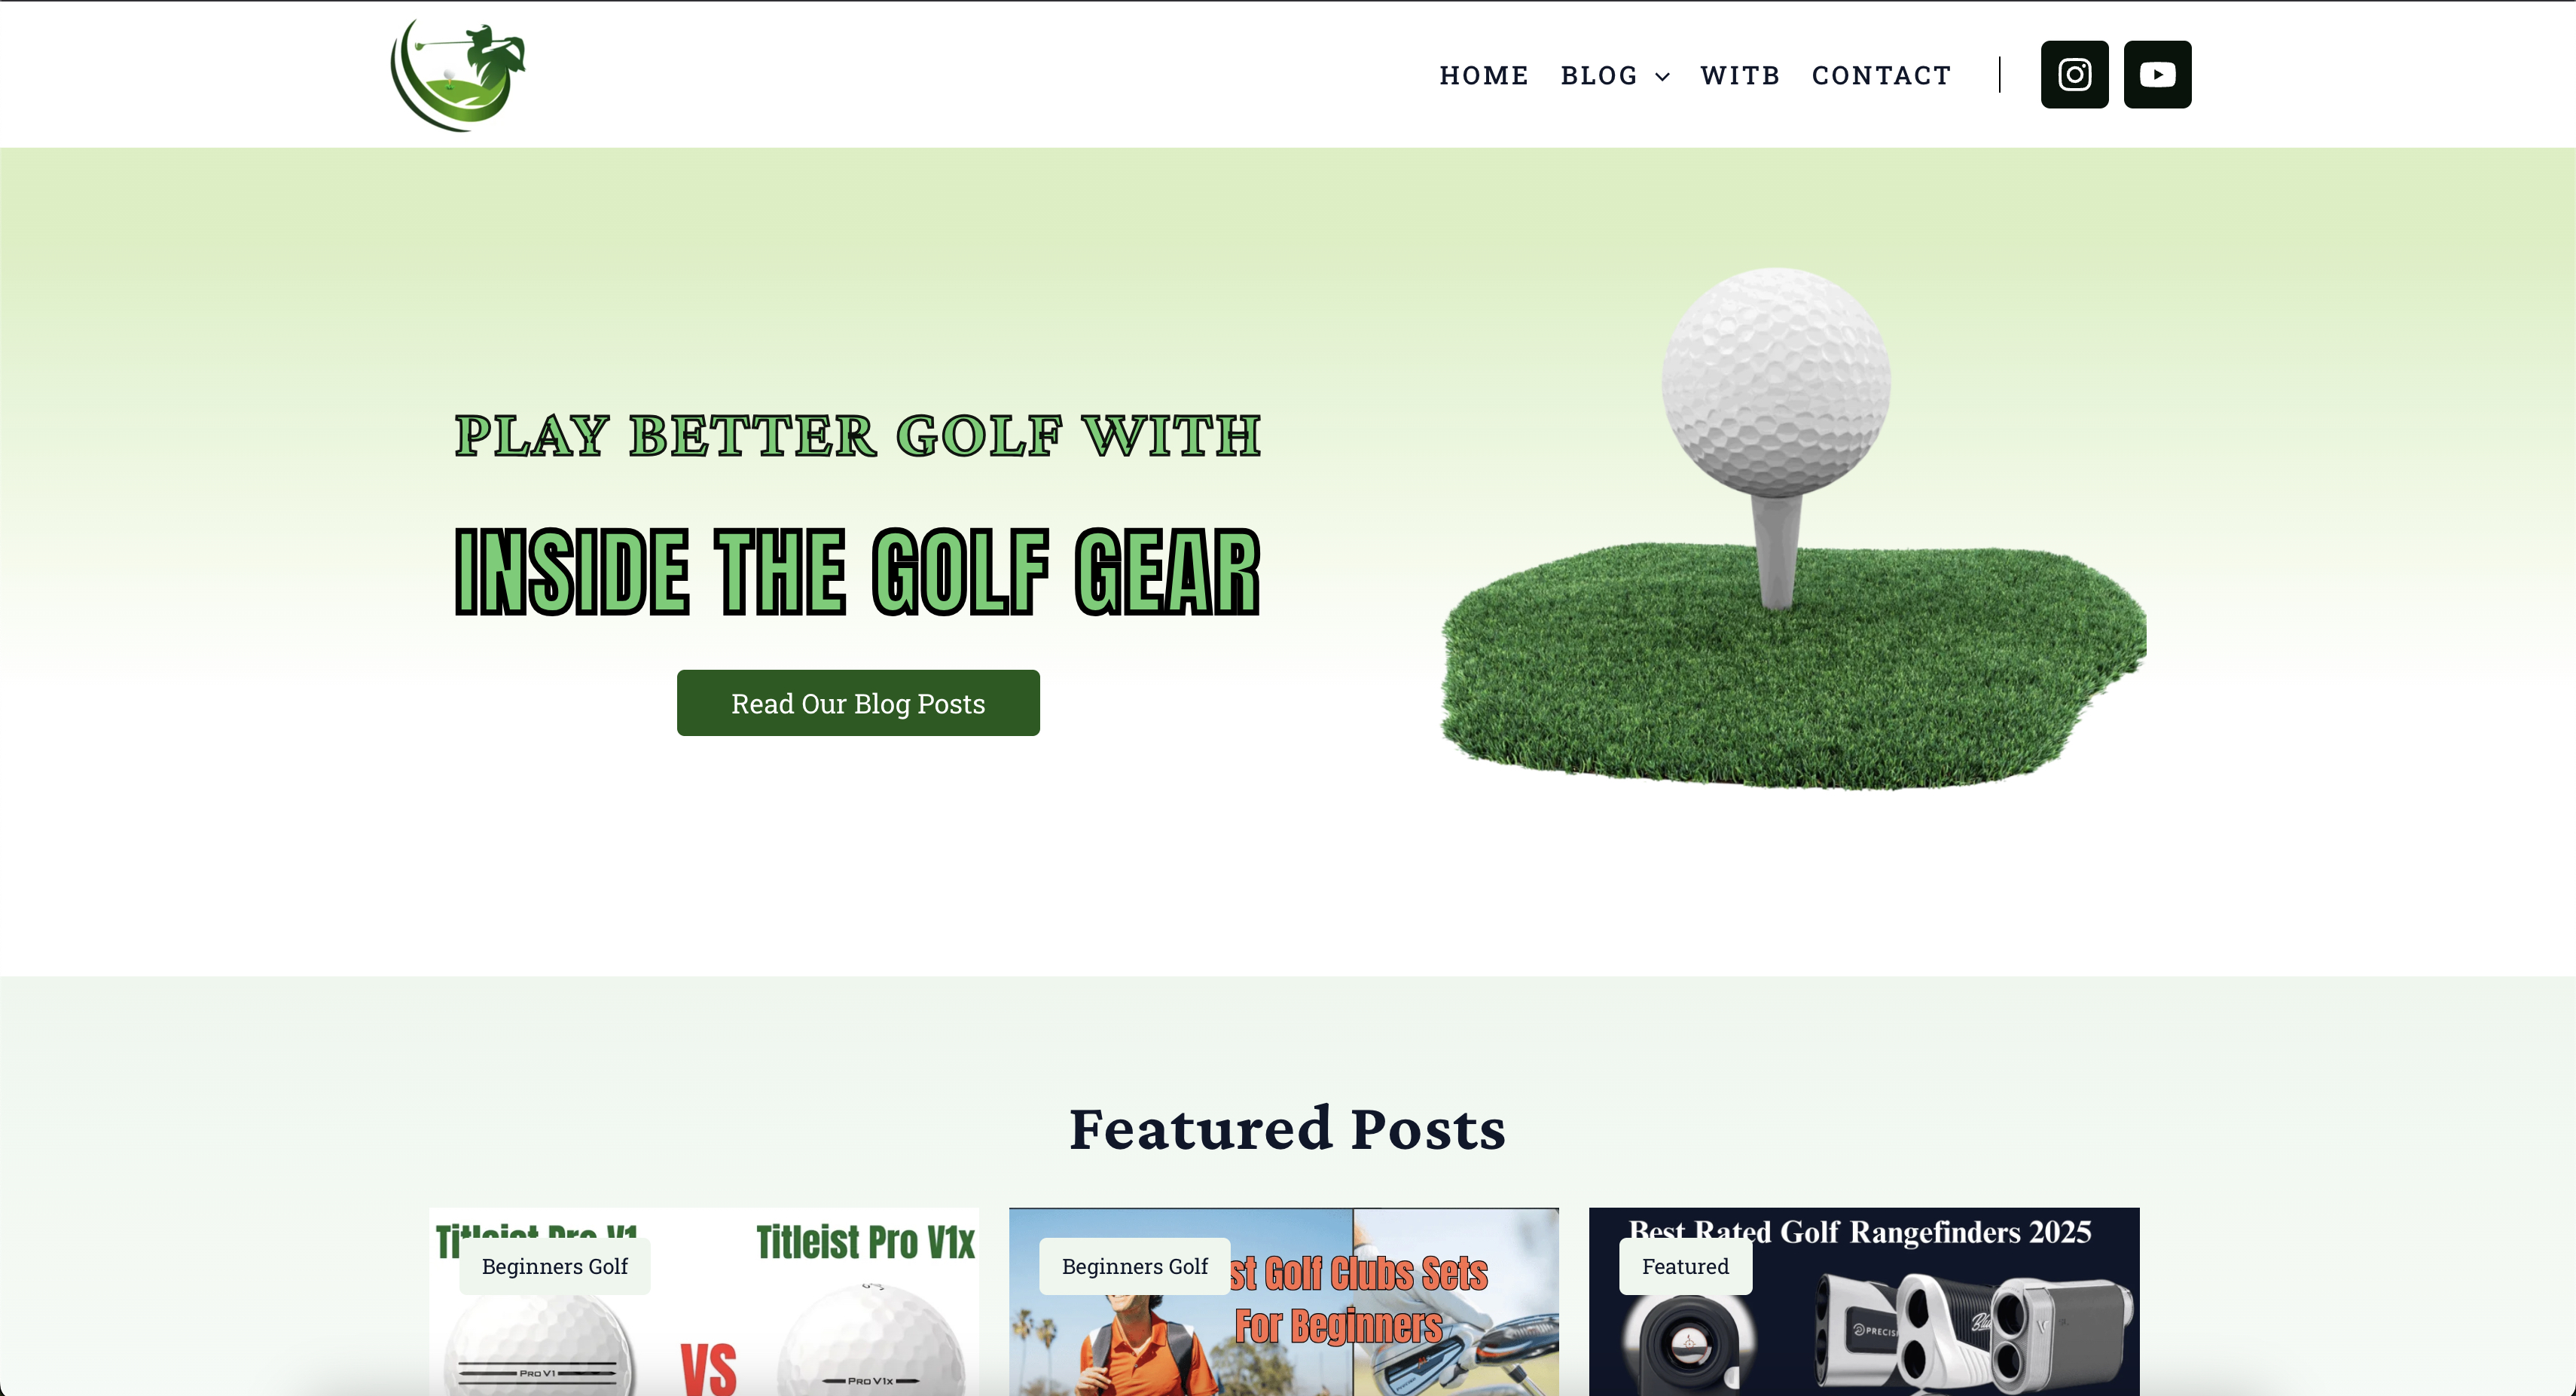 HOME BLOG WITB CONTACT
PLAY BETTER GOLF WITH
INSIDE THE GOLF GEAR
Read Our Blog Posts
Featured Posts
Titleist Pro V1
Titleist Pro V1x
Beginners Golf
PRO V1
VS
PRO V1x
Beginners Golf
st Golf Clubs Sets
For Beginners
Best Rated Golf Rangefinders 2025
Featured
PRECIS
Blue